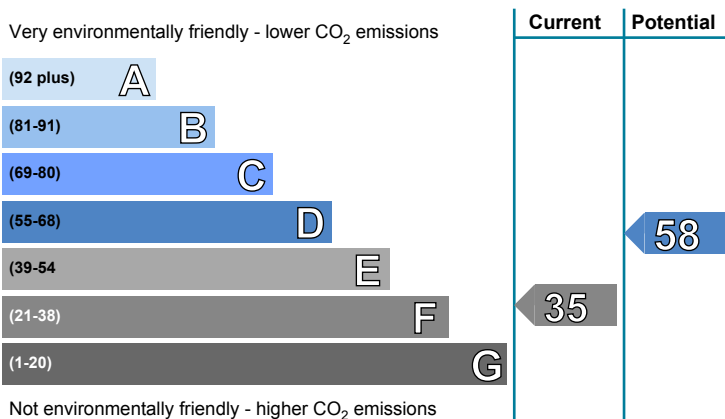 Current Potential
Very environmentally friendly - lower CO2 emissions
(92 plus) A
(81-91) B
(69-80) C
(55-68) D
58
(39-54 E
(21-38) F
35
(1-20) G
Not environmentally friendly - higher CO2 emissions